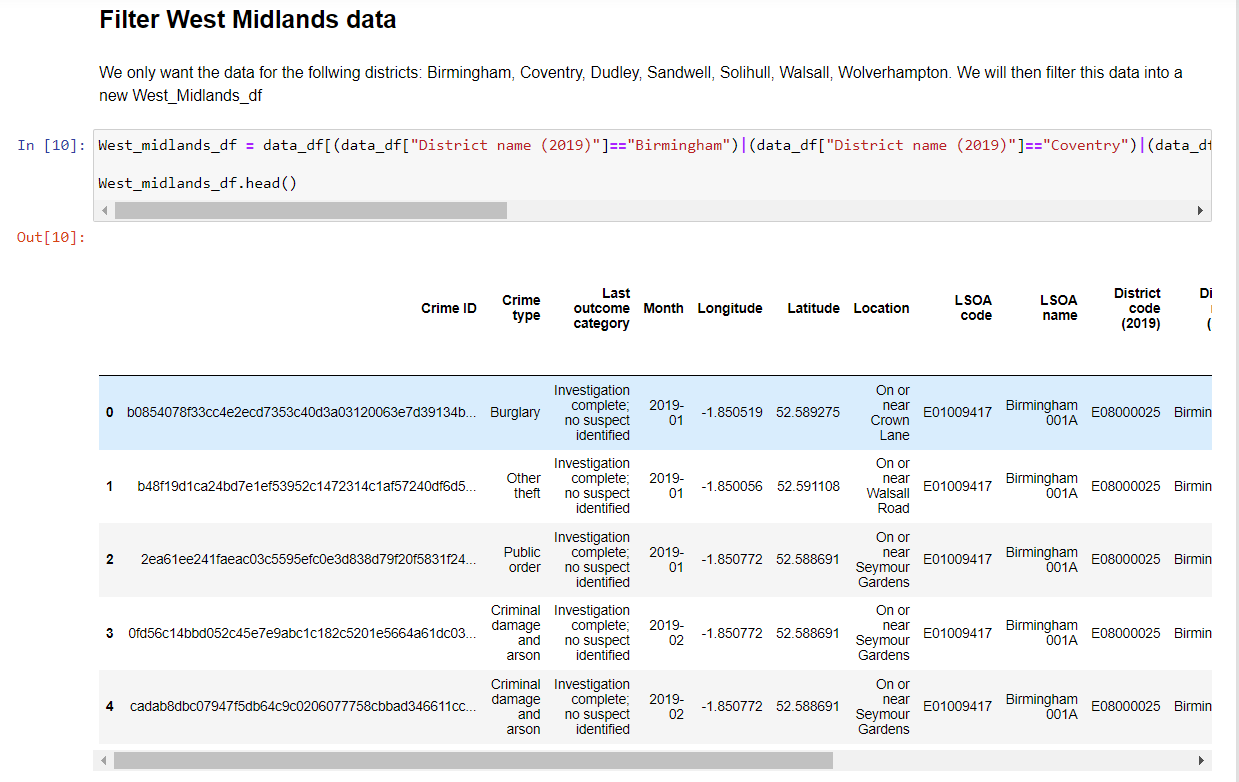 Filter West Midlands data
We only want the data for the follwing districts: Birmingham, Coventry, Dudley, Sandwell, Solihull, Walsall, Wolverhampton. We will then filter this data into a
new West_Midlands_df
In [10]: West_midlands_df = data_df[(data_df["District name (2019)"]=="Birmingham")|(data_df["District name (2019)"]=="Coventry")|(data_df
West_midlands_df.head()
Out[10]:
Crime ID Crime type Last outcome category Month Longitude Latitude Location LSOA code LSOA name District code (2019) Di
0 b0854078f33cc4e2ecd7353c40d3a03120063e7d39134b... Burglary Investigation complete; no suspect identified 2019-01 -1.850519 52.589275 On or near Crown Lane E01009417 Birmingham 001A E08000025 Birmin
1 b48f19d1ca24bd7e1ef53952c1472314c1af57240df6d5... Other theft Investigation complete; no suspect identified 2019-01 -1.850056 52.591108 On or near Walsall Road E01009417 Birmingham 001A E08000025 Birmin
2 2ea61ee241faeac03c5595efc0e3d838d79f20f5831f24... Public order Investigation complete; no suspect identified 2019-01 -1.850772 52.588691 On or near Seymour Gardens E01009417 Birmingham 001A E08000025 Birmin
3 0fd56c14bbd052c45e7e9abc1c182c5201e5664a61dc03... Criminal damage and arson Investigation complete; no suspect identified 2019-02 -1.850772 52.588691 On or near Seymour Gardens E01009417 Birmingham 001A E08000025 Birmin
4 cadab8dbc07947f5db64c9c0206077758cbbad346611cc... Criminal damage and arson Investigation complete; no suspect identified 2019-02 -1.850772 52.588691 On or near Seymour Gardens E01009417 Birmingham 001A E08000025 Birmin